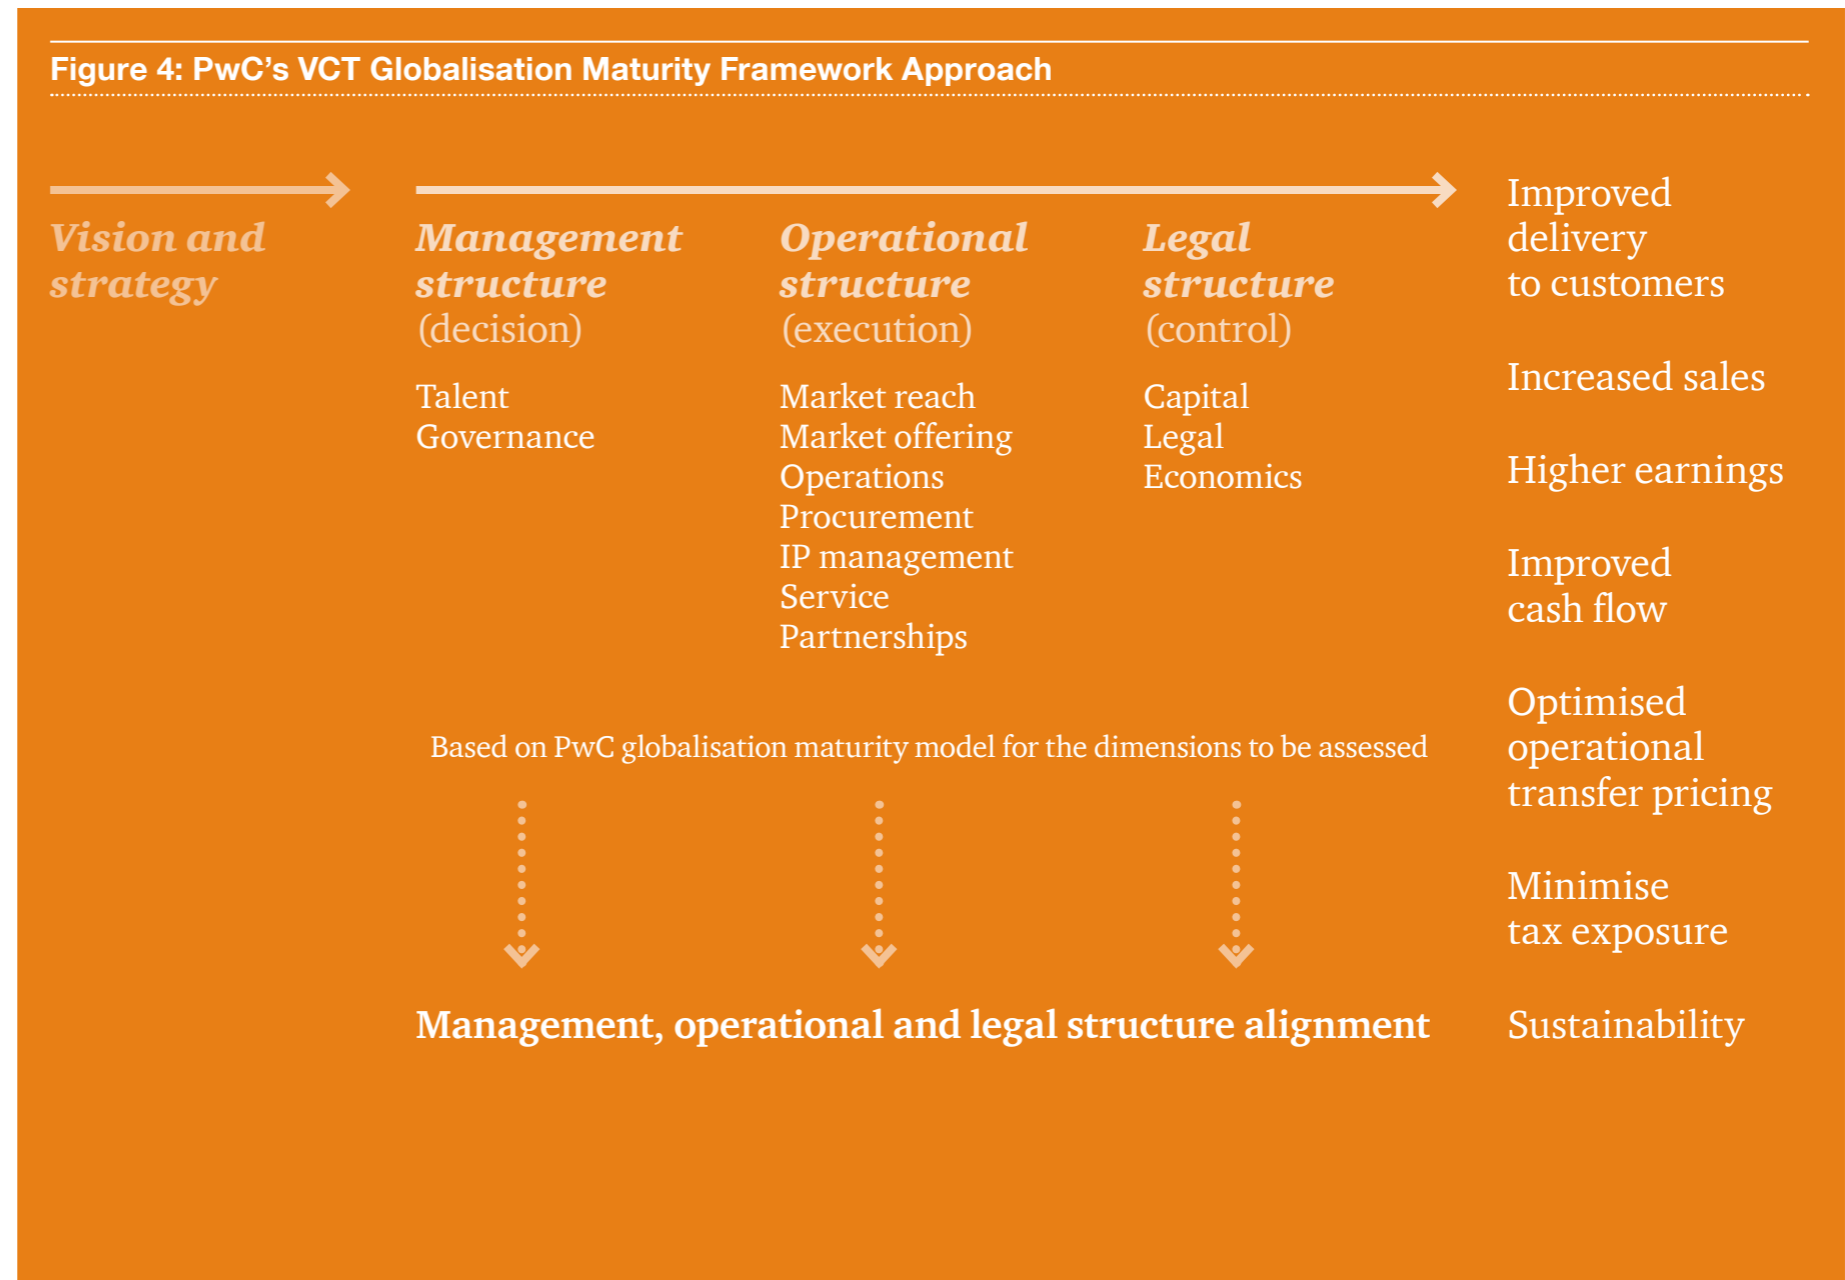 Figure 4: PwC's VCT Globalisation Maturity Framework Approach
Vision and
strategy
Management
structure
(decision)
Talent
Governance
Operational
structure
(execution)
Market reach
Market offering
Operations
Procurement
IP management
Service
Partnerships
Legal
structure
(control)
Capital
Legal
Economics
Based on PwC globalisation maturity model for the dimensions to be assessed
Management, operational and legal structure alignment
Improved
delivery
to customers
Increased sales
Higher earnings
Improved
cash flow
Optimised
operational
transfer pricing
Minimise
tax exposure
Sustainability